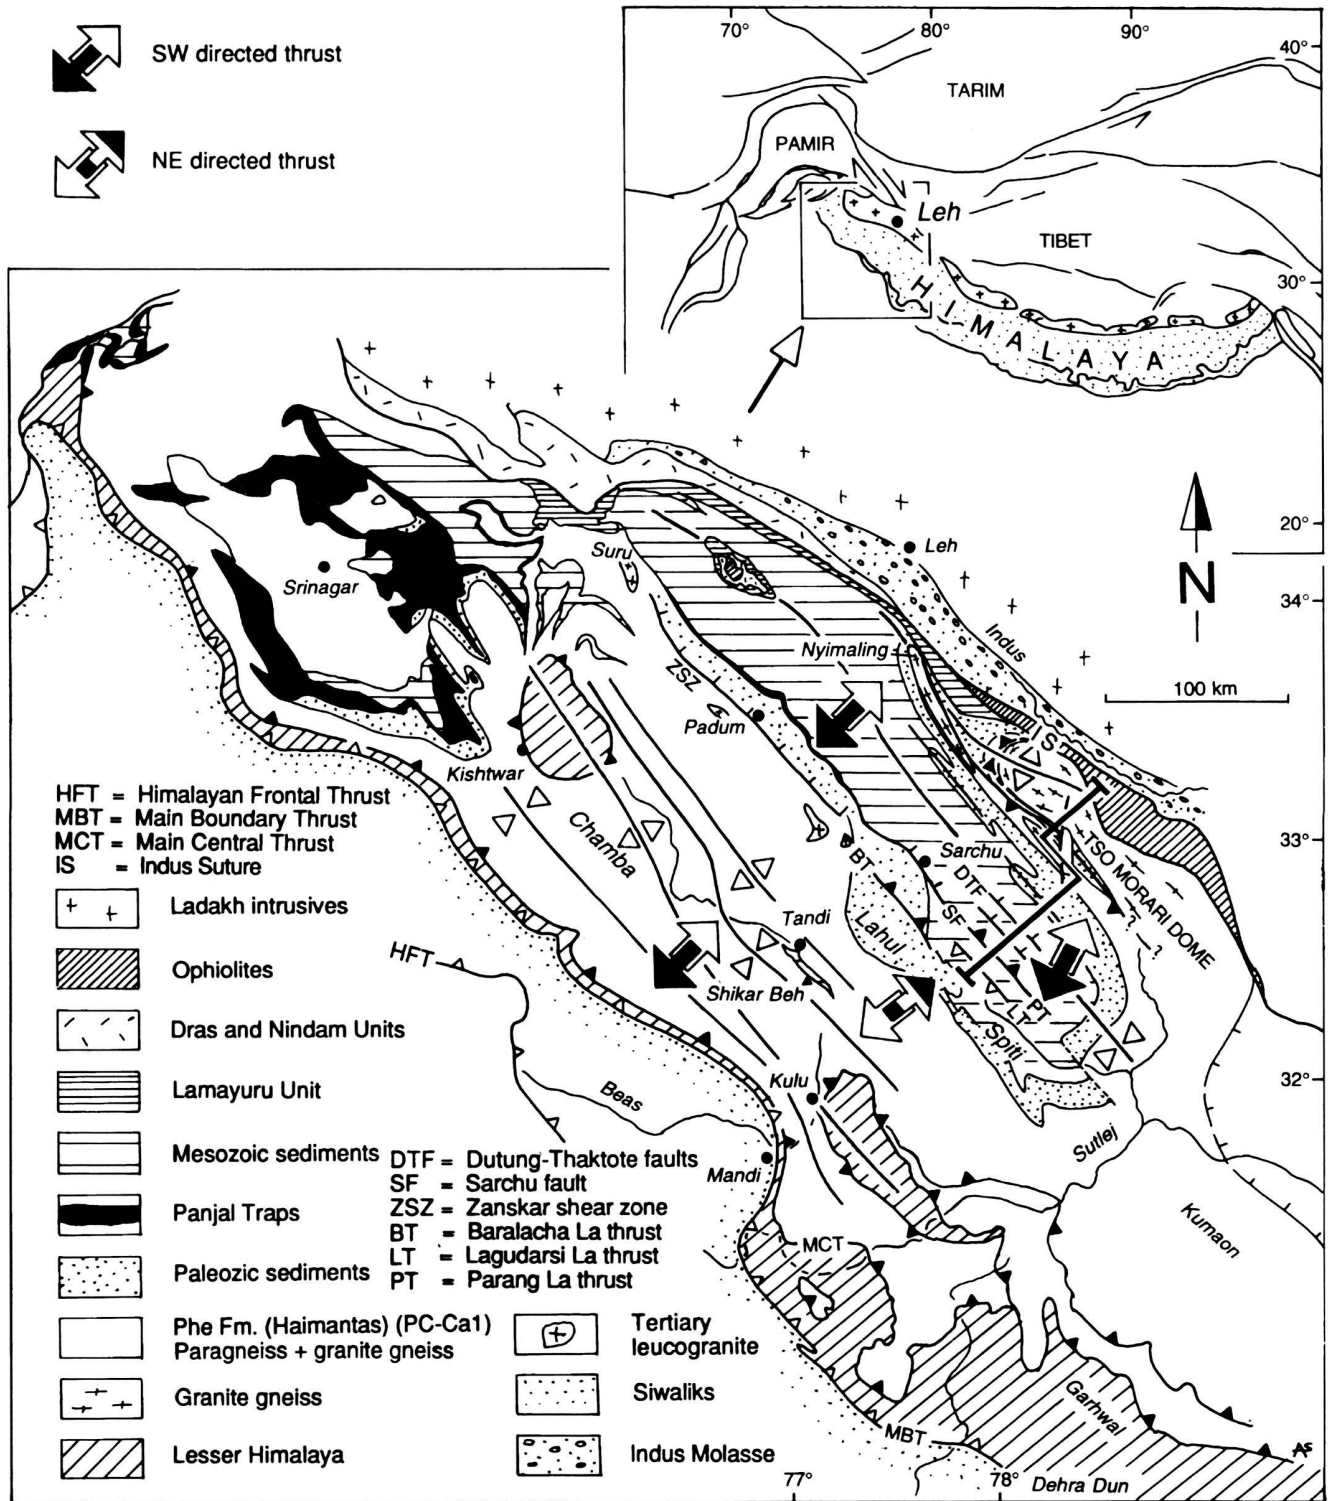 SW directed thrust
NE directed thrust
70°
80°
90°
40°
TARIM
PAMIR
Leh
TIBET
30°
HIMALAYA
20°
N
34°
100 km
33°
32°
Suru
Leh
Srinagar
Indus
Nyimaling
ZSZ
Padum
IS
Kishtwar
Chamba
BT
Sarchu
DTF
SF
TSO MORARI DOME
? ?
Lahul
Tandi
HFT
Shikar Beh
PT
LT
Spiti
Kulu
Beas
Sutlej
Mandi
Kumaon
MCT
Garhwal
MBT
Dehra Dun
AS
77°
78°
HFT = Himalayan Frontal Thrust
MBT = Main Boundary Thrust
MCT = Main Central Thrust
IS = Indus Suture
Ladakh intrusives
Ophiolites
Dras and Nindam Units
Lamayuru Unit
Mesozoic sediments
Panjal Traps
Paleozic sediments
Phe Fm. (Haimantas) (PC-Ca1)
Paragneiss + granite gneiss
Granite gneiss
Lesser Himalaya
DTF = Dutung-Thaktote faults
SF = Sarchu fault
ZSZ = Zanskar shear zone
BT = Baralacha La thrust
LT = Lagudarsi La thrust
PT = Parang La thrust
Tertiary
leucogranite
Siwaliks
Indus Molasse